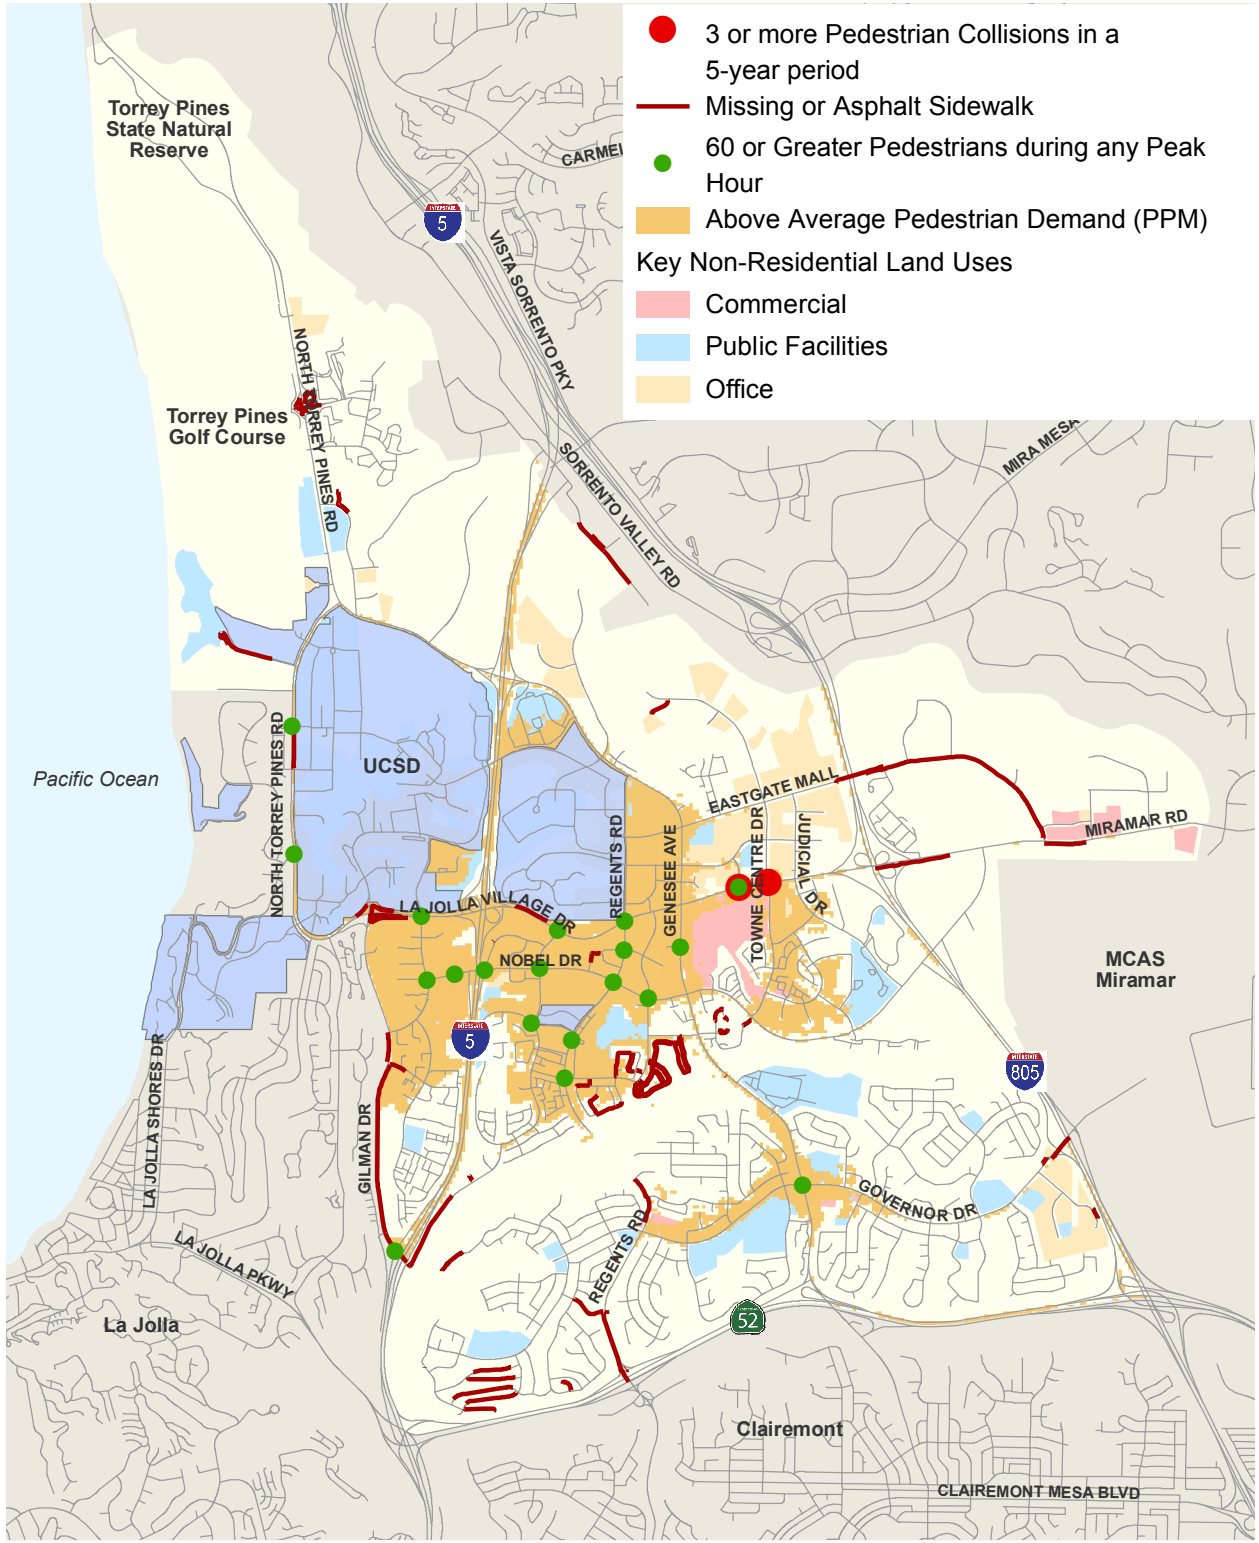 3 or more Pedestrian Collisions in a
5-year period
Missing or Asphalt Sidewalk
60 or Greater Pedestrians during any Peak
Hour
Above Average Pedestrian Demand (PPM)
Key Non-Residential Land Uses
Commercial
Public Facilities
Office
Torrey Pines
State Natural
Reserve
CARMEL
INTERSTATE
5
VISTA SORRENTO PKY
NORTH TORREY PINES RD
Torrey Pines
Golf Course
MIRA MESA
SORRENTO VALLEY RD
NORTH TORREY PINES RD
UCSD
Pacific Ocean
EASTGATE MALL
MIRAMAR RD
REGENTS RD
GENESEE AVE
TOWNE CENTRE DR
JUDICIAL DR
LA JOLLA VILLAGE DR
NOBEL DR
MCAS
Miramar
INTERSTATE
5
INTERSTATE
805
LA JOLLA SHORES DR
GILMAN DR
GOVERNOR DR
REGENTS RD
LA JOLLA PKWY
La Jolla
52
Clairemont
CLAIREMONT MESA BLVD